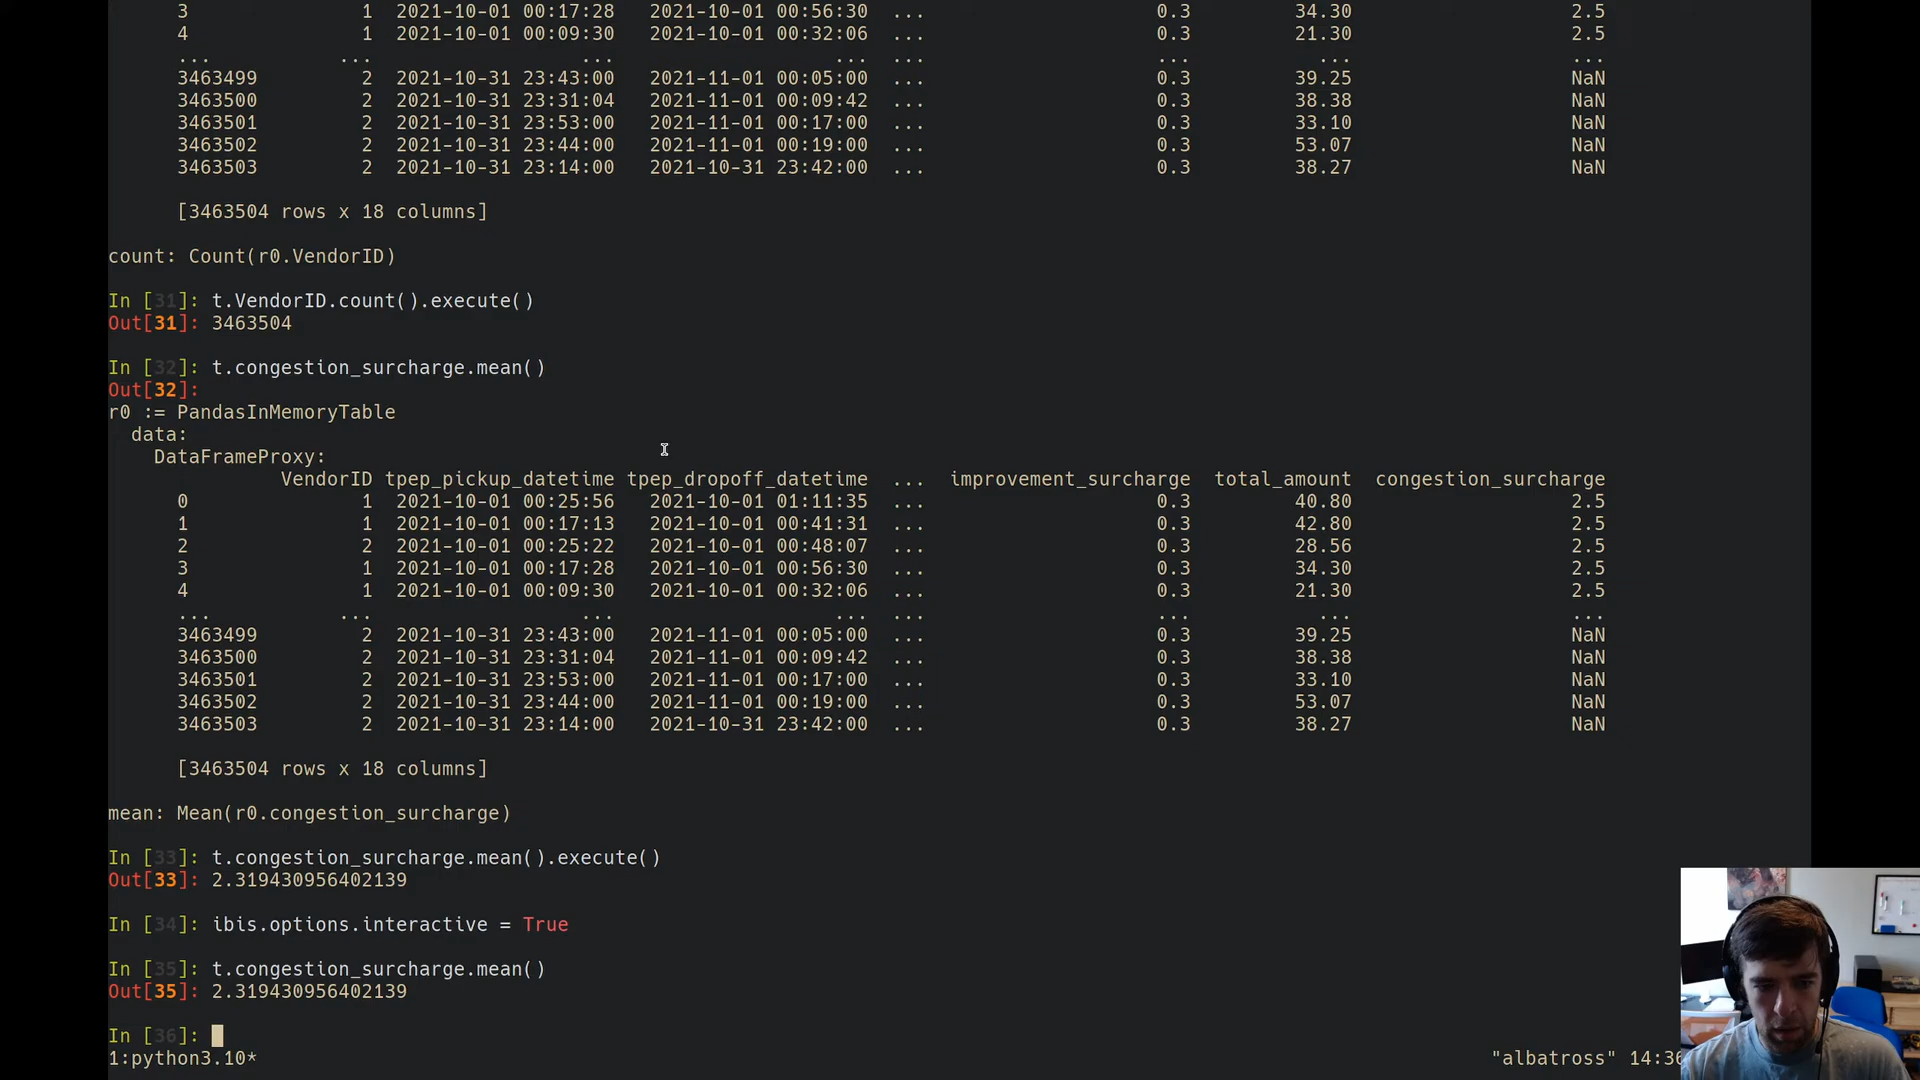 3 1 2021-10-01 00:17:28 2021-10-01 00:56:30 ... 0.3 34.30 2.5
4 1 2021-10-01 00:09:30 2021-10-01 00:32:06 ... 0.3 21.30 2.5
... ... ... ... ... ... ... ...
3463499 2 2021-10-31 23:43:00 2021-11-01 00:05:00 ... 0.3 39.25 NaN
3463500 2 2021-10-31 23:31:04 2021-11-01 00:09:42 ... 0.3 38.38 NaN
3463501 2 2021-10-31 23:53:00 2021-11-01 00:17:00 ... 0.3 33.10 NaN
3463502 2 2021-10-31 23:44:00 2021-11-01 00:19:00 ... 0.3 53.07 NaN
3463503 2 2021-10-31 23:14:00 2021-10-31 23:42:00 ... 0.3 38.27 NaN
[3463504 rows x 18 columns]
count: Count(r0.VendorID)
In [31]: t.VendorID.count().execute()
Out[31]: 3463504
In [32]: t.congestion_surcharge.mean()
Out[32]:
r0 := PandasInMemoryTable
data:
DataFrameProxy:
VendorID tpep_pickup_datetime tpep_dropoff_datetime ... improvement_surcharge total_amount congestion_surcharge
0 1 2021-10-01 00:25:56 2021-10-01 01:11:35 ... 0.3 40.80 2.5
1 1 2021-10-01 00:17:13 2021-10-01 00:41:31 ... 0.3 42.80 2.5
2 2 2021-10-01 00:25:22 2021-10-01 00:48:07 ... 0.3 28.56 2.5
3 1 2021-10-01 00:17:28 2021-10-01 00:56:30 ... 0.3 34.30 2.5
4 1 2021-10-01 00:09:30 2021-10-01 00:32:06 ... 0.3 21.30 2.5
... ... ... ... ... ... ... ...
3463499 2 2021-10-31 23:43:00 2021-11-01 00:05:00 ... 0.3 39.25 NaN
3463500 2 2021-10-31 23:31:04 2021-11-01 00:09:42 ... 0.3 38.38 NaN
3463501 2 2021-10-31 23:53:00 2021-11-01 00:17:00 ... 0.3 33.10 NaN
3463502 2 2021-10-31 23:44:00 2021-11-01 00:19:00 ... 0.3 53.07 NaN
3463503 2 2021-10-31 23:14:00 2021-10-31 23:42:00 ... 0.3 38.27 NaN
[3463504 rows x 18 columns]
mean: Mean(r0.congestion_surcharge)
In [33]: t.congestion_surcharge.mean().execute()
Out[33]: 2.319430956402139
In [34]: ibis.options.interactive = True
In [35]: t.congestion_surcharge.mean()
Out[35]: 2.319430956402139
In [36]:
1:python3.10* "albatross"